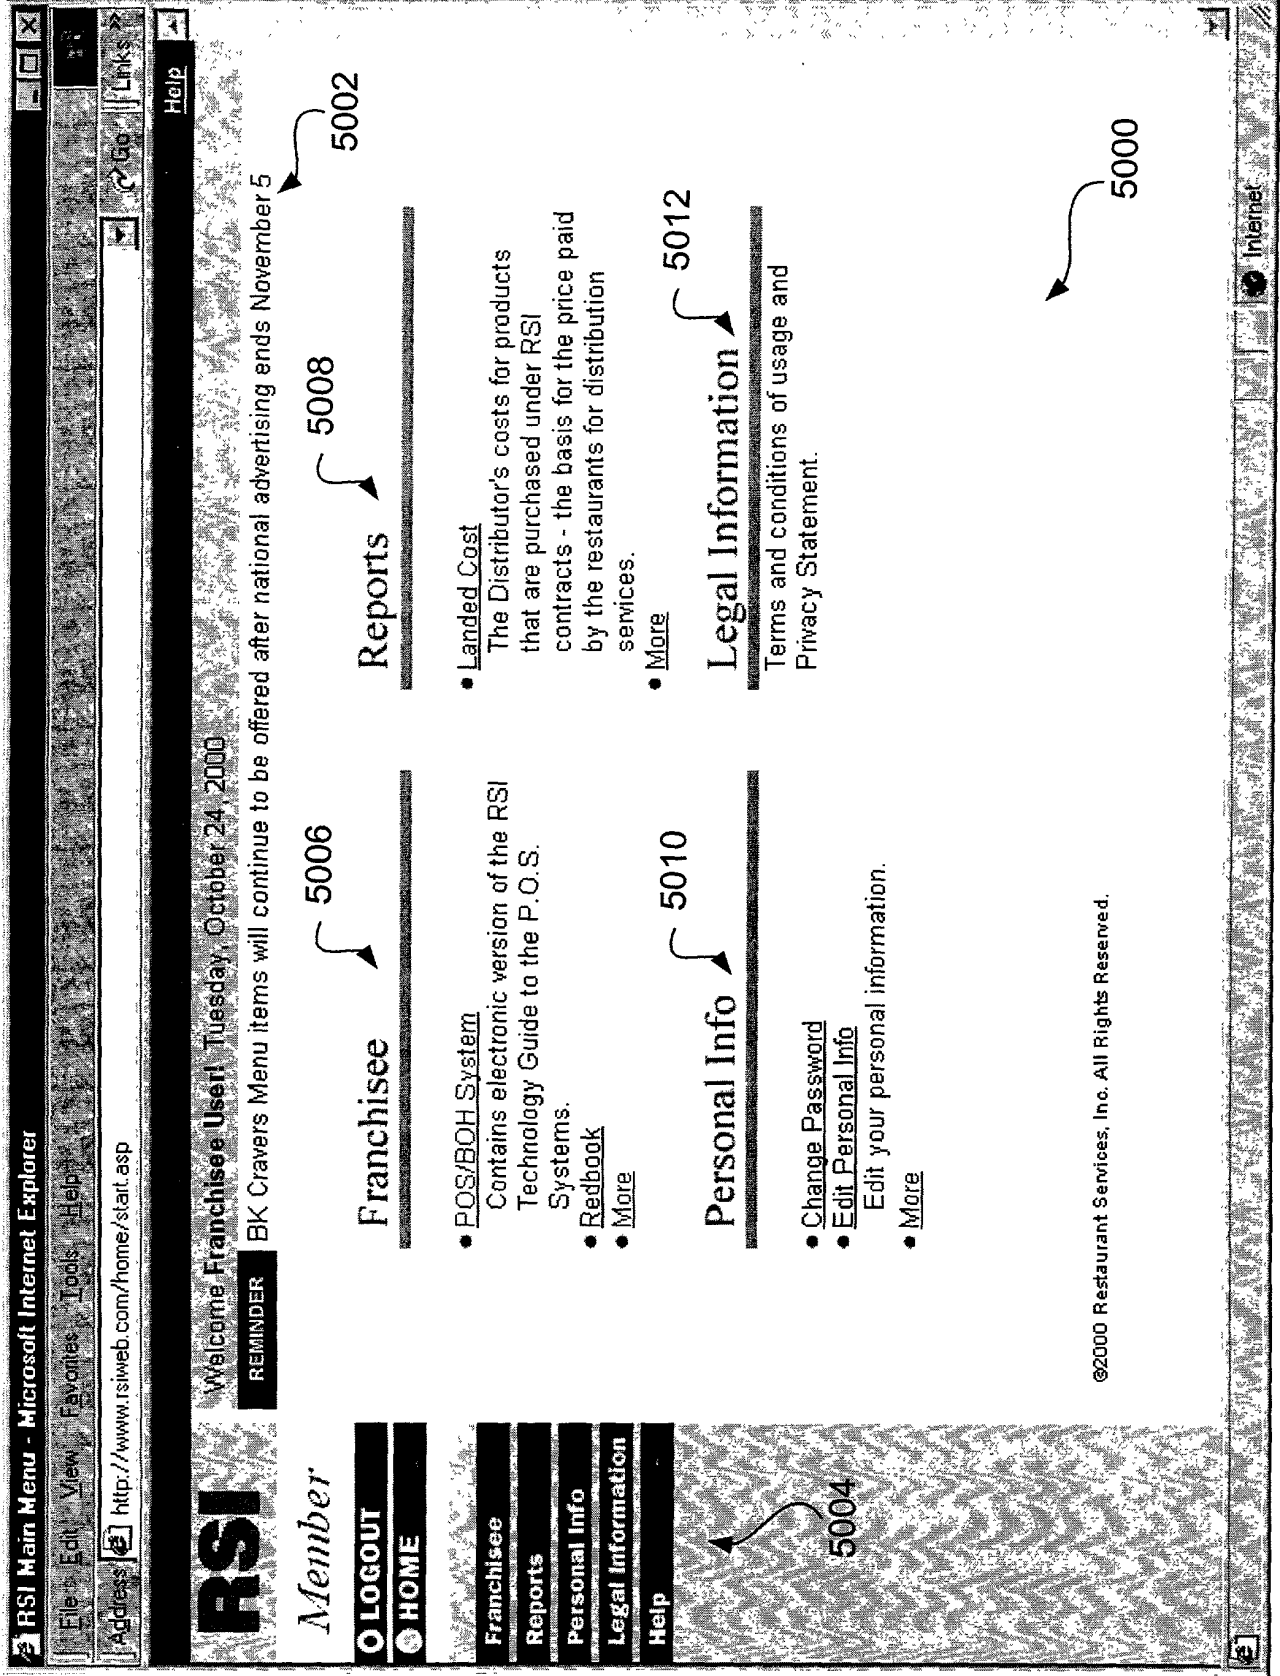 RSI Main Menu - Microsoft Internet Explorer
File Edit View Favorites Tools Help
Address http://www.rsiweb.com/home/start.asp Go Links »
Help
RSI
Welcome Franchisee User! Tuesday, October 24, 2000
REMINDER BK Cravers Menu items will continue to be offered after national advertising ends November 5
5002
Member
LOGOUT
HOME
Franchisee
Reports
Personal Info
Legal Information
Help
5004
5006
Franchisee
• POS/BOH System
Contains electronic version of the RSI
Technology Guide to the P.O.S.
Systems.
• Redbook
• More
5008
Reports
• Landed Cost
The Distributor's costs for products
that are purchased under RSI
contracts - the basis for the price paid
by the restaurants for distribution
services.
• More
5010
Personal Info
• Change Password
• Edit Personal Info
Edit your personal information.
• More
5012
Legal Information
Terms and conditions of usage and
Privacy Statement.
5000
©2000 Restaurant Services, Inc. All Rights Reserved.
Internet